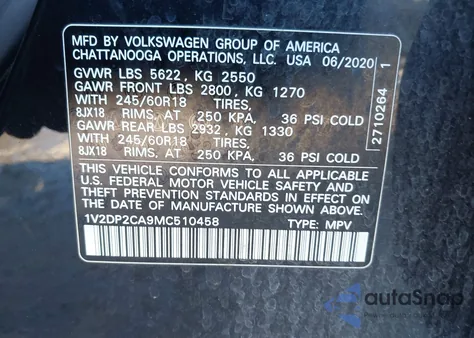 MFD BY VOLKSWAGEN GROUP OF AMERICA
CHATTANOOGA OPERATIONS, LLC. USA 06/2020
GVWR LBS 5622, KG 2550
GAWR FRONT LBS 2800, KG 1270
WITH 245/60R18 TIRES,
8JX18 RIMS, AT 250 KPA, 36 PSI COLD
GAWR REAR LBS 2932, KG 1330
WITH 245/60R18 TIRES,
8JX18 RIMS, AT 250 KPA, 36 PSI COLD
THIS VEHICLE CONFORMS TO ALL APPLICABLE
U.S. FEDERAL MOTOR VEHICLE SAFETY, AND
THEFT PREVENTION STANDARDS IN EFFECT ON THE
DATE OF MANUFACTURE SHOWN ABOVE.
1V2DP2CA9MC510458 TYPE: MPV
2710264 1
autoSnap